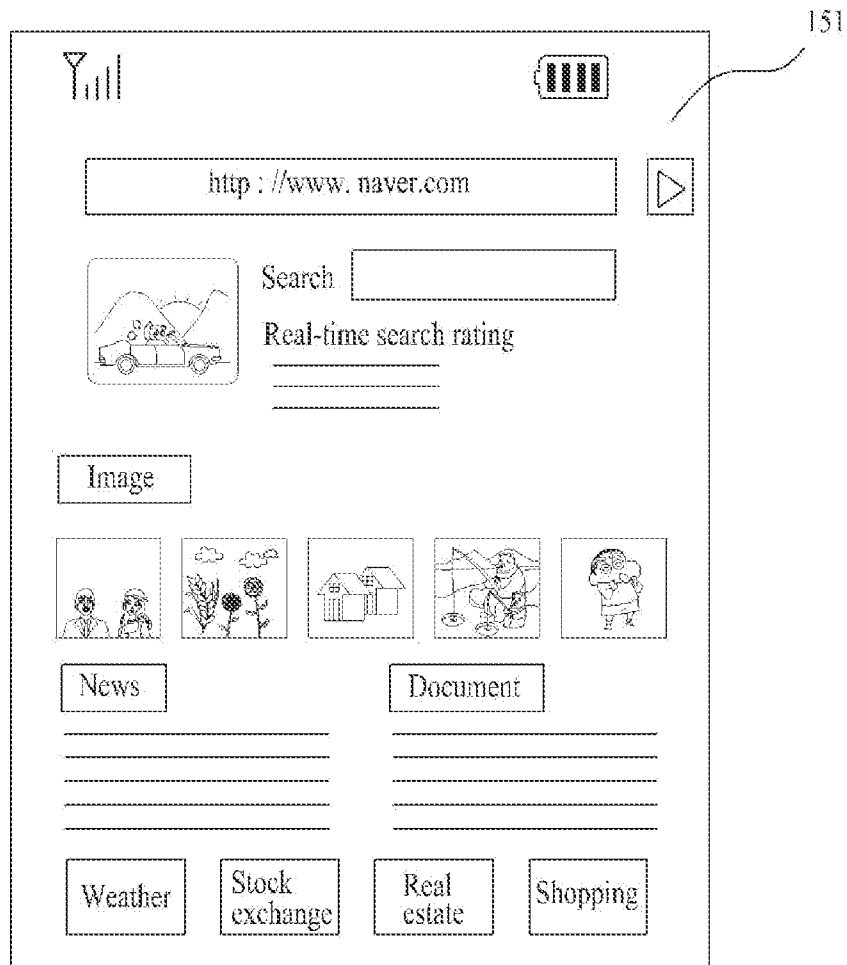 151
http : //www. naver.com
Search
Real-time search rating
Image
News
Document
Weather
Stock
exchange
Real
estate
Shopping